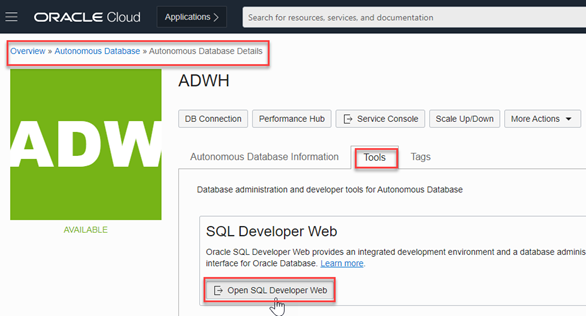 ORACLE Cloud
Applications >
Search for resources, services, and documentation
Overview » Autonomous Database » Autonomous Database Details
ADW
AVAILABLE
ADWH
DB Connection
Performance Hub
Service Console
Scale Up/Down
More Actions
Autonomous Database Information
Tools
Tags
Database administration and developer tools for Autonomous Database
SQL Developer Web
Oracle SQL Developer Web provides an integrated development environment and a database adminis
interface for Oracle Database. Learn more.
Open SQL Developer Web